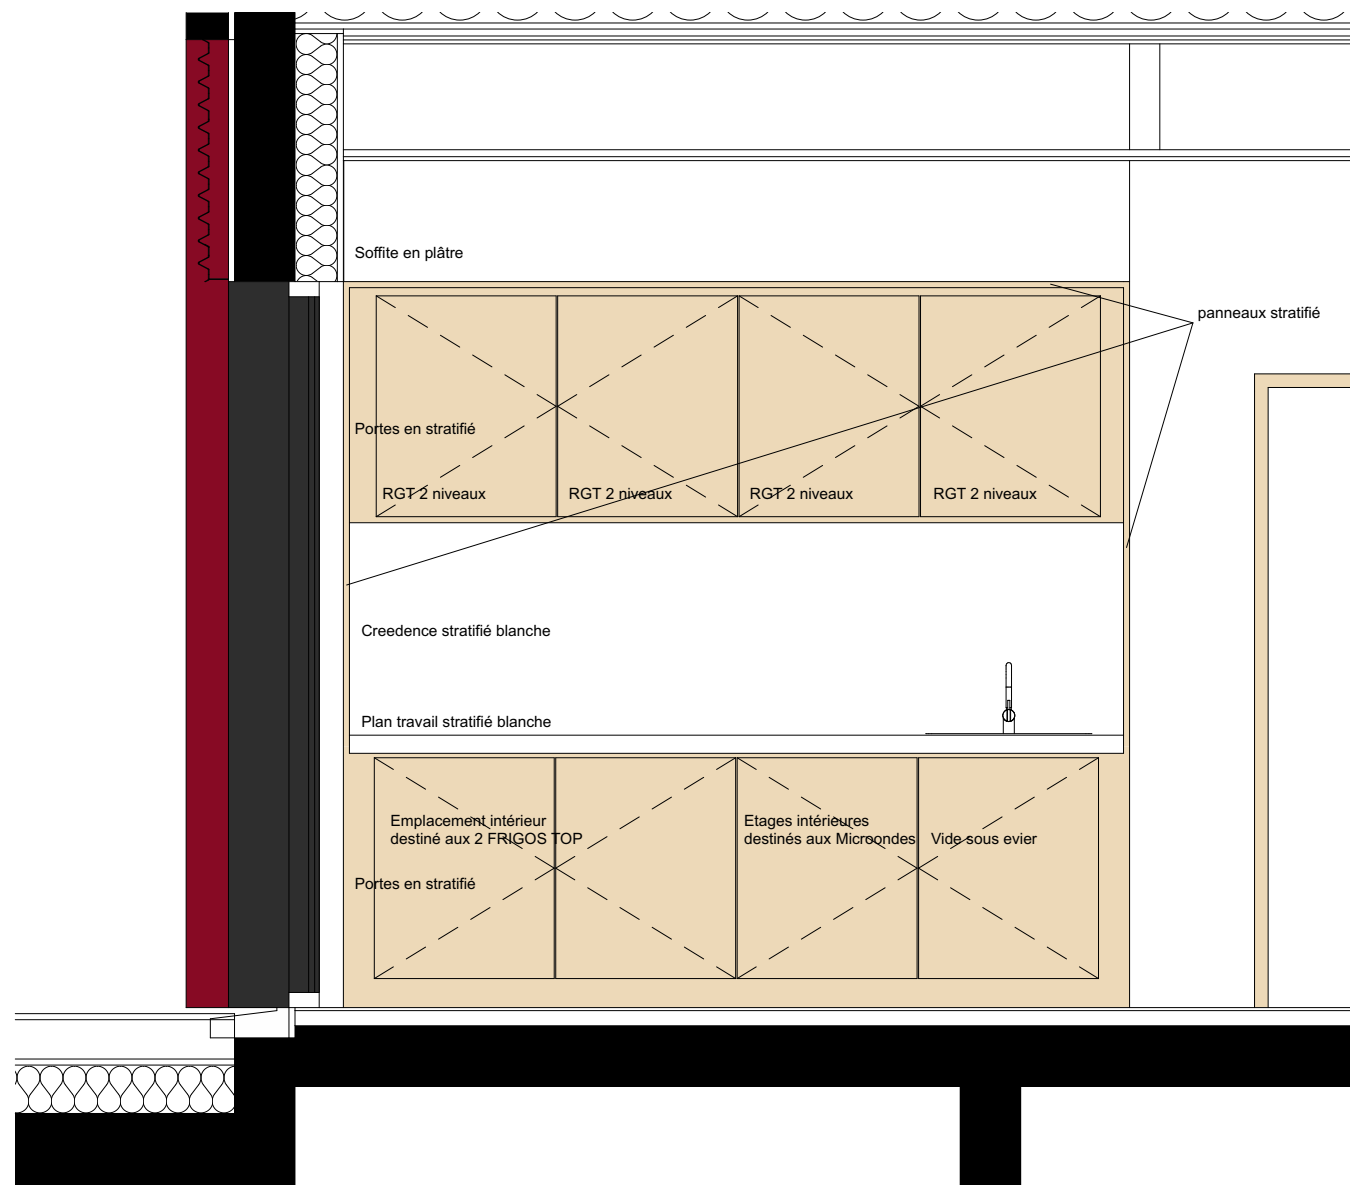 Soffite en plâtre
panneaux stratifié
Portes en stratifié
RGT 2 niveaux
RGT 2 niveaux
RGT 2 niveaux
RGT 2 niveaux
Creedence stratifié blanche
Plan travail stratifié blanche
Emplacement intérieur
destiné aux 2 FRIGOS TOP
Etages intérieures
destinés aux Microondes
Vide sous evier
Portes en stratifié